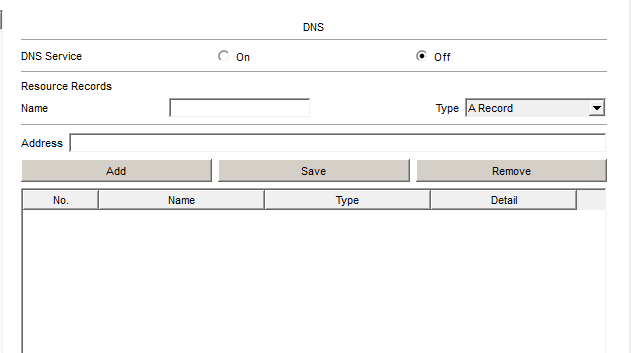 DNS
DNS Service On Off
Resource Records
Name Type A Record
Address
Add Save Remove
No. Name Type Detail